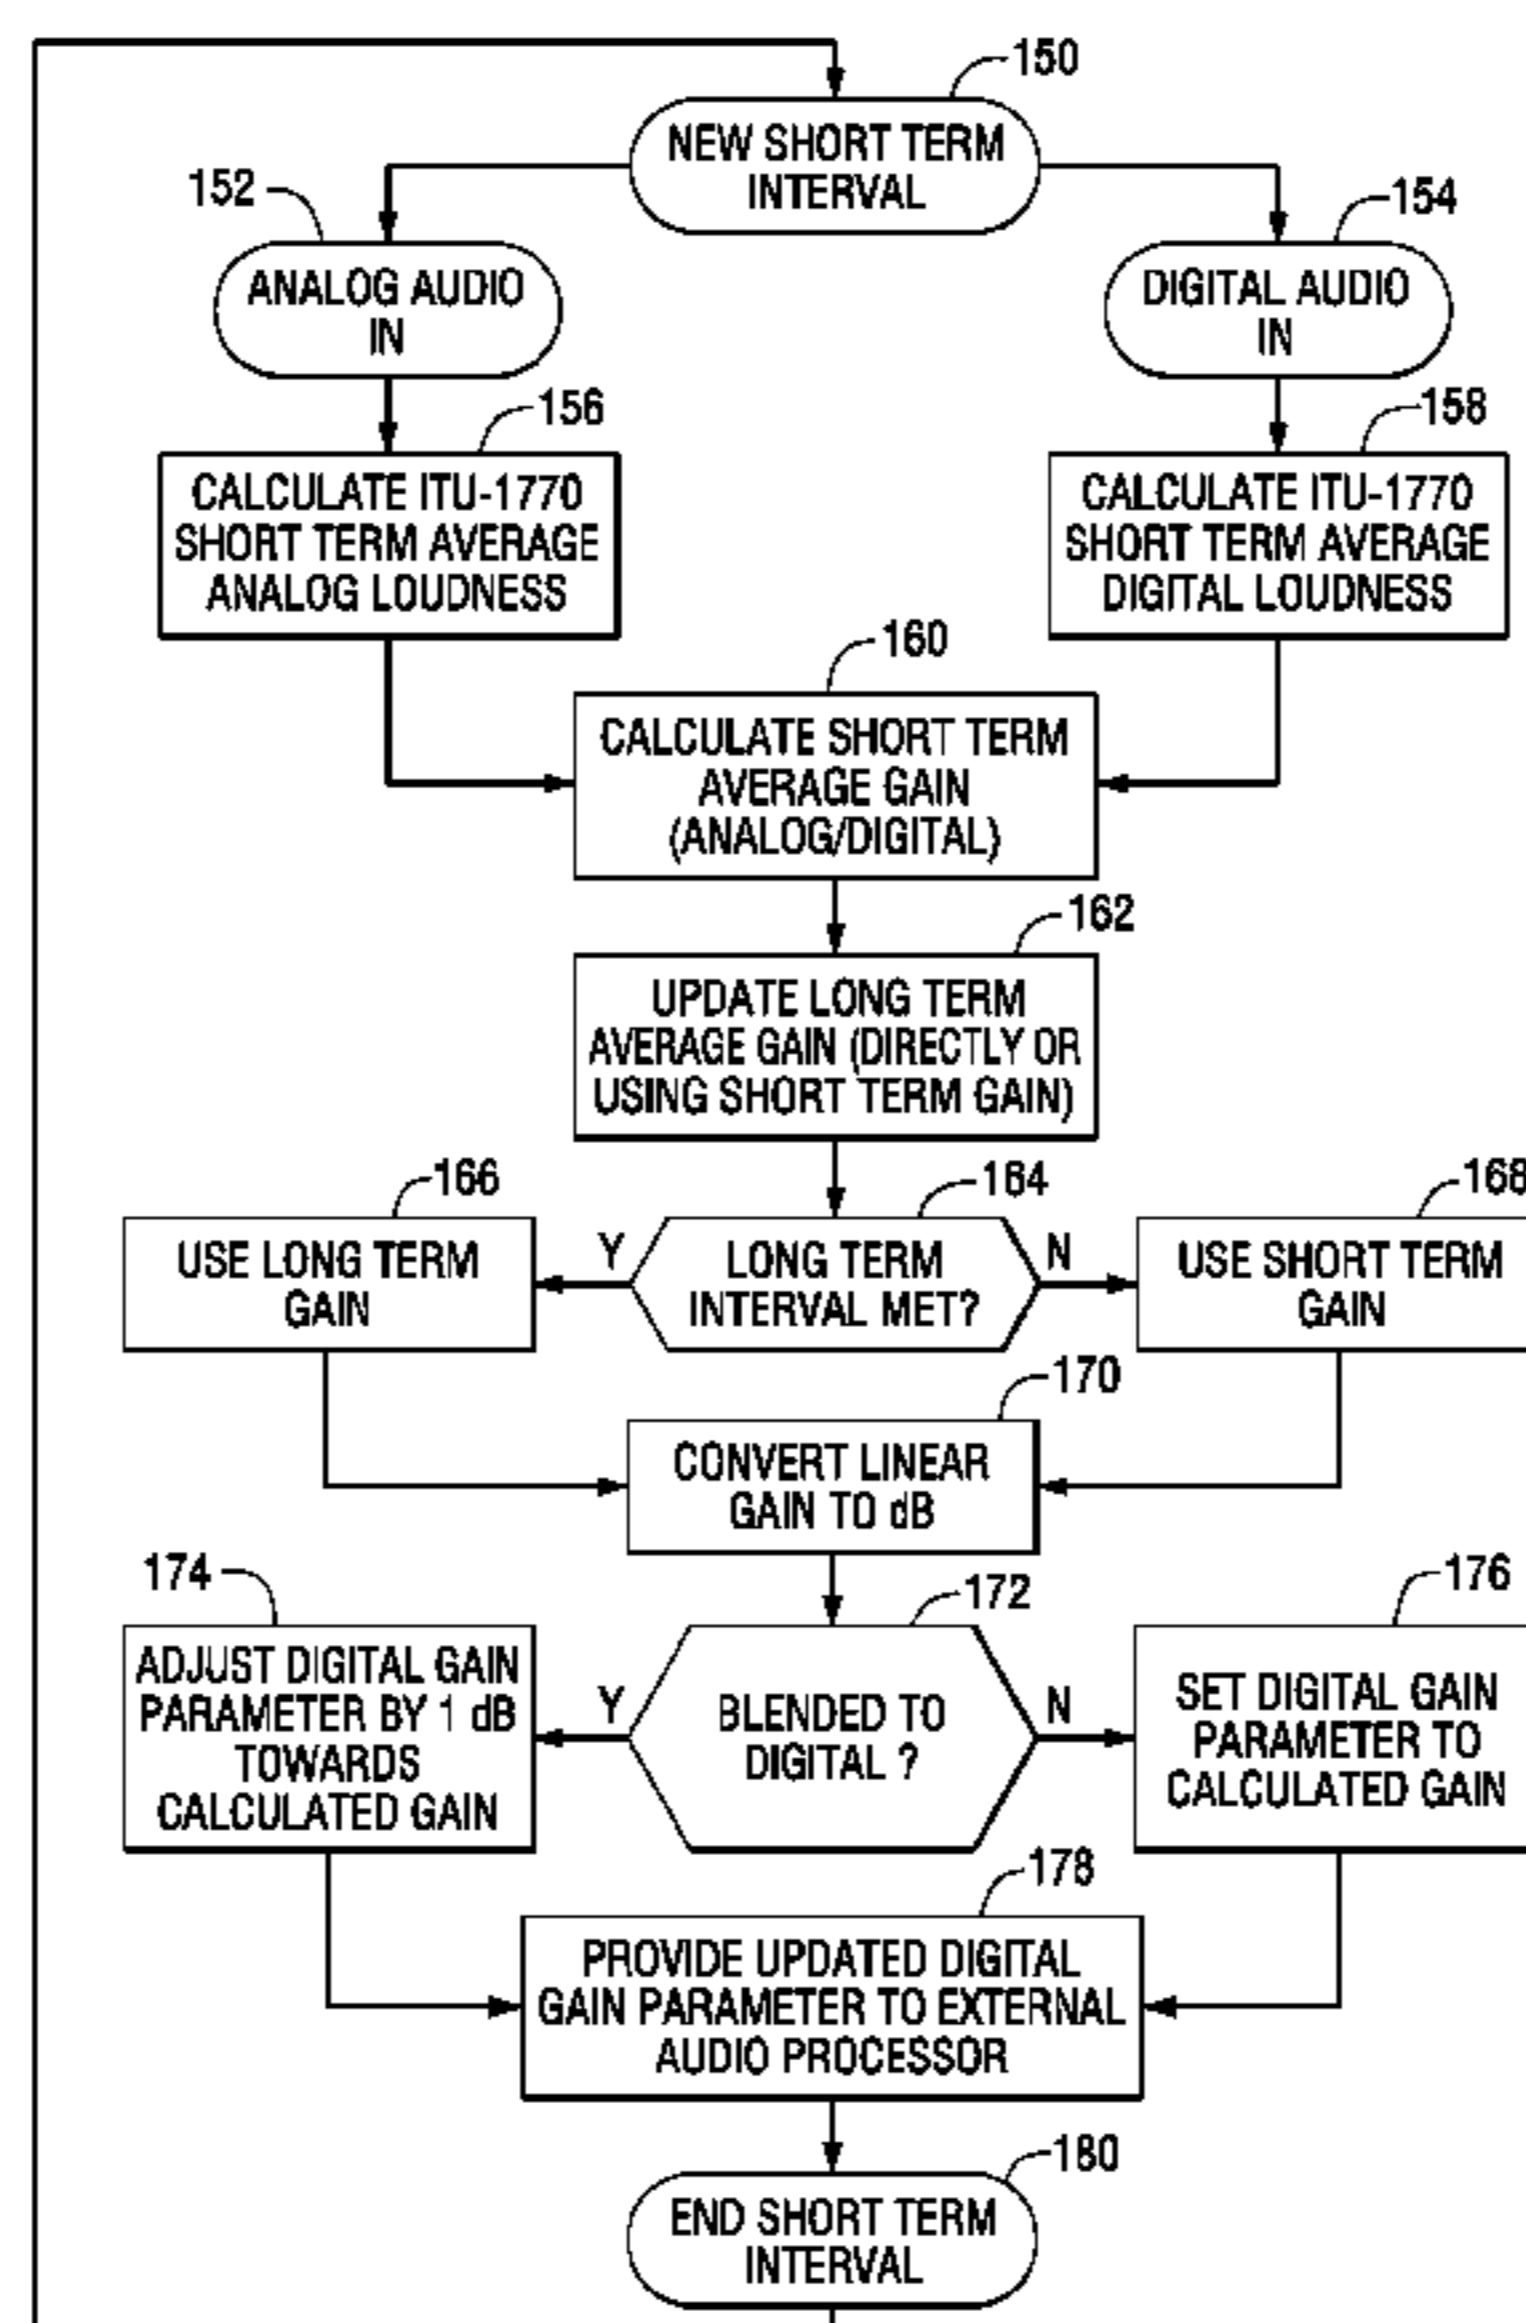 150
NEW SHORT TERM
INTERVAL
152
154
ANALOG AUDIO
IN
DIGITAL AUDIO
IN
156
158
CALCULATE ITU-1770
SHORT TERM AVERAGE
ANALOG LOUDNESS
CALCULATE ITU-1770
SHORT TERM AVERAGE
DIGITAL LOUDNESS
160
CALCULATE SHORT TERM
AVERAGE GAIN
(ANALOG/DIGITAL)
162
UPDATE LONG TERM
AVERAGE GAIN (DIRECTLY OR
USING SHORT TERM GAIN)
166
164
168
USE LONG TERM
GAIN
Y
LONG TERM
INTERVAL MET?
N
USE SHORT TERM
GAIN
170
CONVERT LINEAR
GAIN TO dB
174
172
176
ADJUST DIGITAL GAIN
PARAMETER BY 1 dB
TOWARDS
CALCULATED GAIN
Y
BLENDED TO
DIGITAL ?
N
SET DIGITAL GAIN
PARAMETER TO
CALCULATED GAIN
178
PROVIDE UPDATED DIGITAL
GAIN PARAMETER TO EXTERNAL
AUDIO PROCESSOR
180
END SHORT TERM
INTERVAL